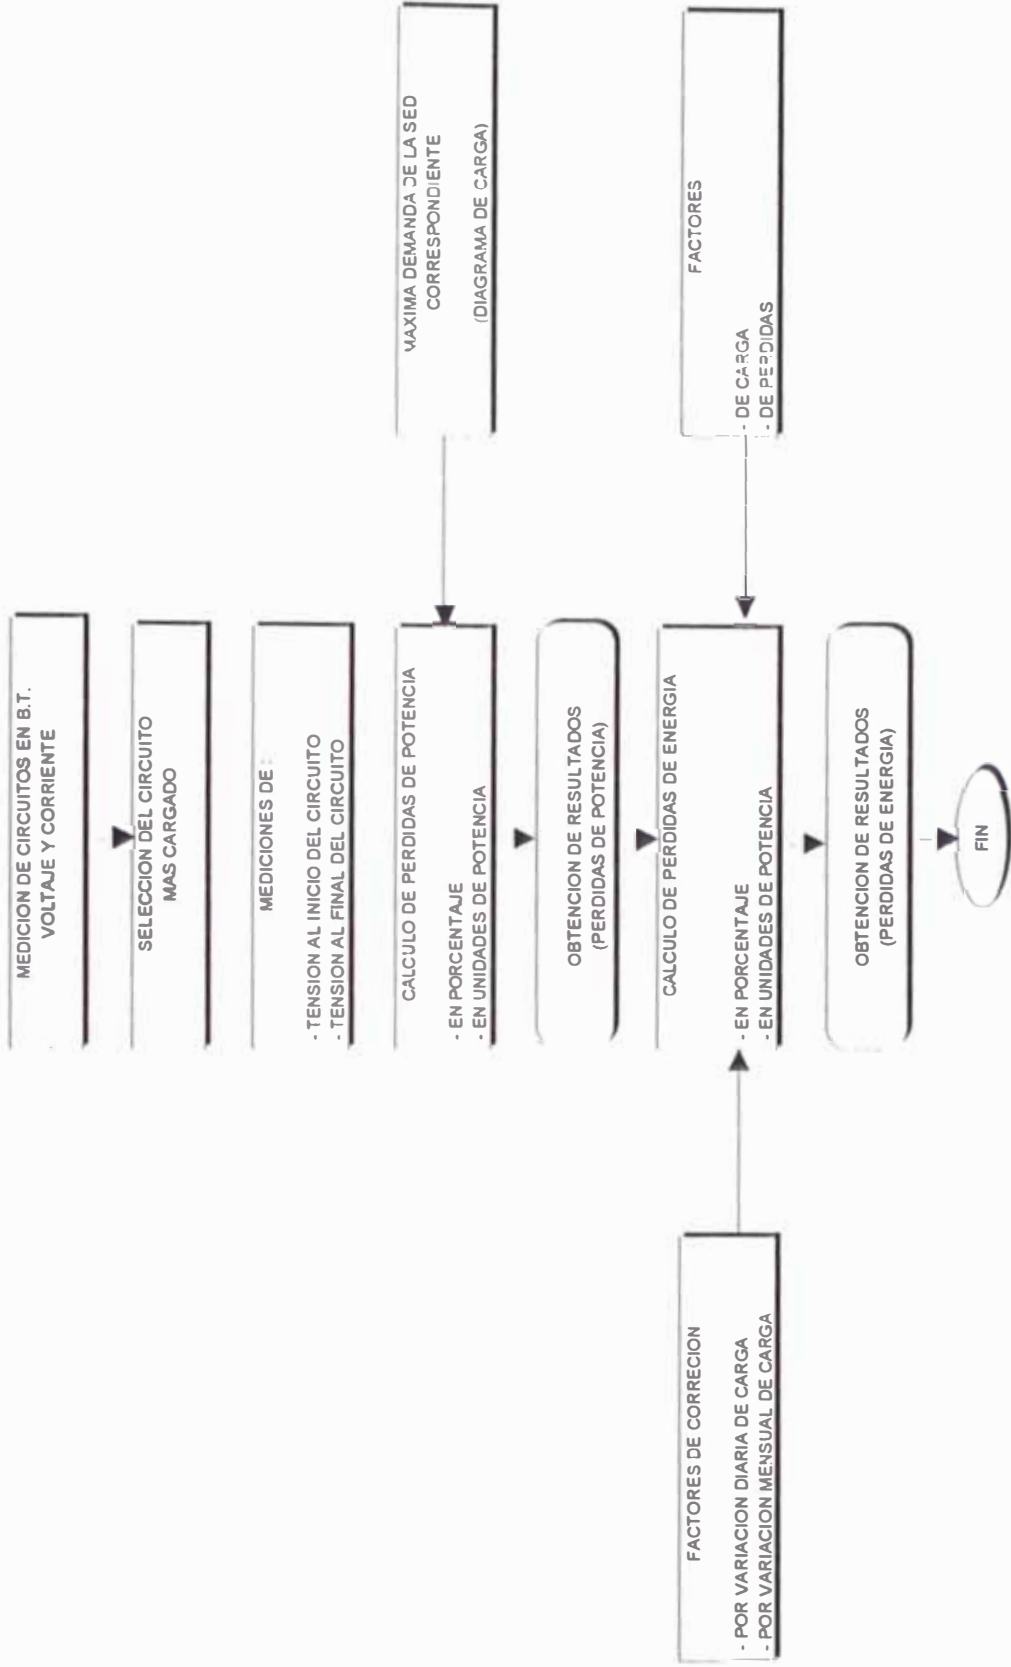 MEDICION DE CIRCUITOS EN B.T.
VOLTAJE Y CORRIENTE
SELECCION DEL CIRCUITO
MAS CARGADO
MEDICIONES DE :
- TENSION AL INICIO DEL CIRCUITO
- TENSION AL FINAL DEL CIRCUITO
CALCULO DE PERDIDAS DE POTENCIA
- EN PORCENTAJE
- EN UNIDADES DE POTENCIA
MAXIMA DEMANDA DE LA SED
CORRESPONDIENTE
(DIAGRAMA DE CARGA)
OBTENCION DE RESULTADOS
(PERDIDAS DE POTENCIA)
FACTORES DE CORRECION
- POR VARIACION DIARIA DE CARGA
- POR VARIACION MENSUAL DE CARGA
CALCULO DE PERDIDAS DE ENERGIA
- EN PORCENTAJE
- EN UNIDADES DE POTENCIA
FACTORES
- DE CARGA
- DE PERDIDAS
OBTENCION DE RESULTADOS
(PERDIDAS DE ENERGIA)
FIN